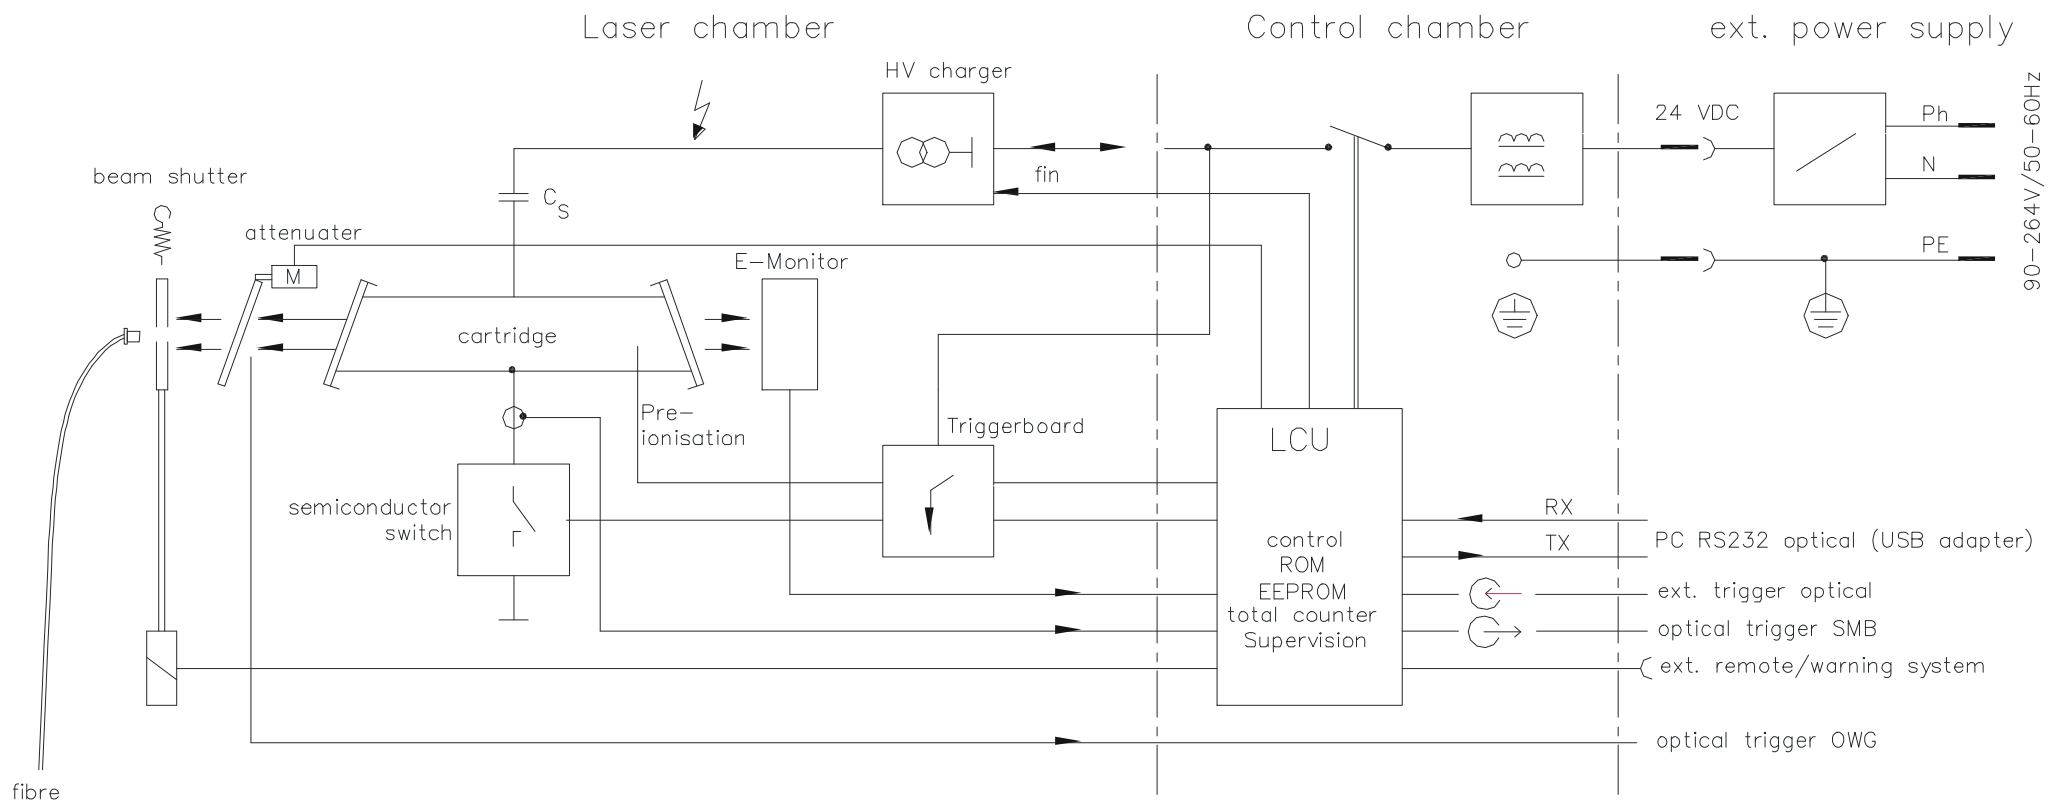 Laser chamber
Control chamber
ext. power supply
HV charger
24 VDC
Ph
N
PE
90-264V/50-60Hz
fin
beam shutter
C
S
attenuater
M
E-Monitor
cartridge
Pre-
ionisation
Triggerboard
LCU
semiconductor
switch
control
ROM
EEPROM
total counter
Supervision
RX
TX
PC RS232 optical (USB adapter)
ext. trigger optical
optical trigger SMB
ext. remote/warning system
optical trigger OWG
fibre